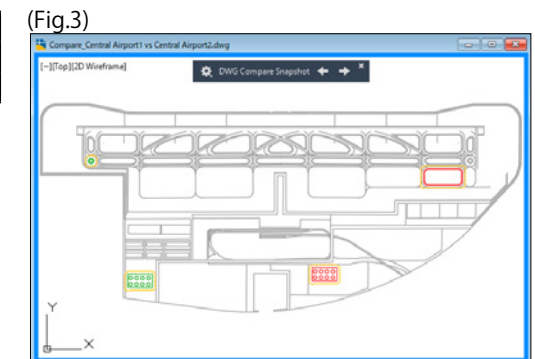 (Fig.3)
Compare_Central Airport1 vs Central Airport2.dwg
[−][Top][2D Wireframe]
DWG Compare Snapshot
Y
X